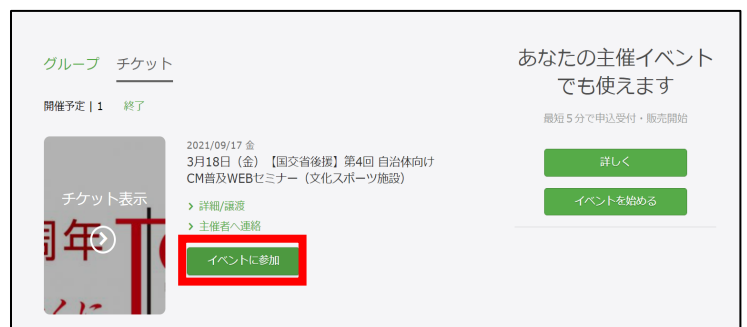 グループ チケット
開催予定 | 1 終了
チケット表示
周年
2021/09/17 金
3月18日（金）【国交省後援】第4回 自治体向け
CM普及WEBセミナー（文化スポーツ施設）
詳細/譲渡
主催者へ連絡
イベントに参加
あなたの主催イベント
でも使えます
最短5分で申込受付・販売開始
詳しく
イベントを始める